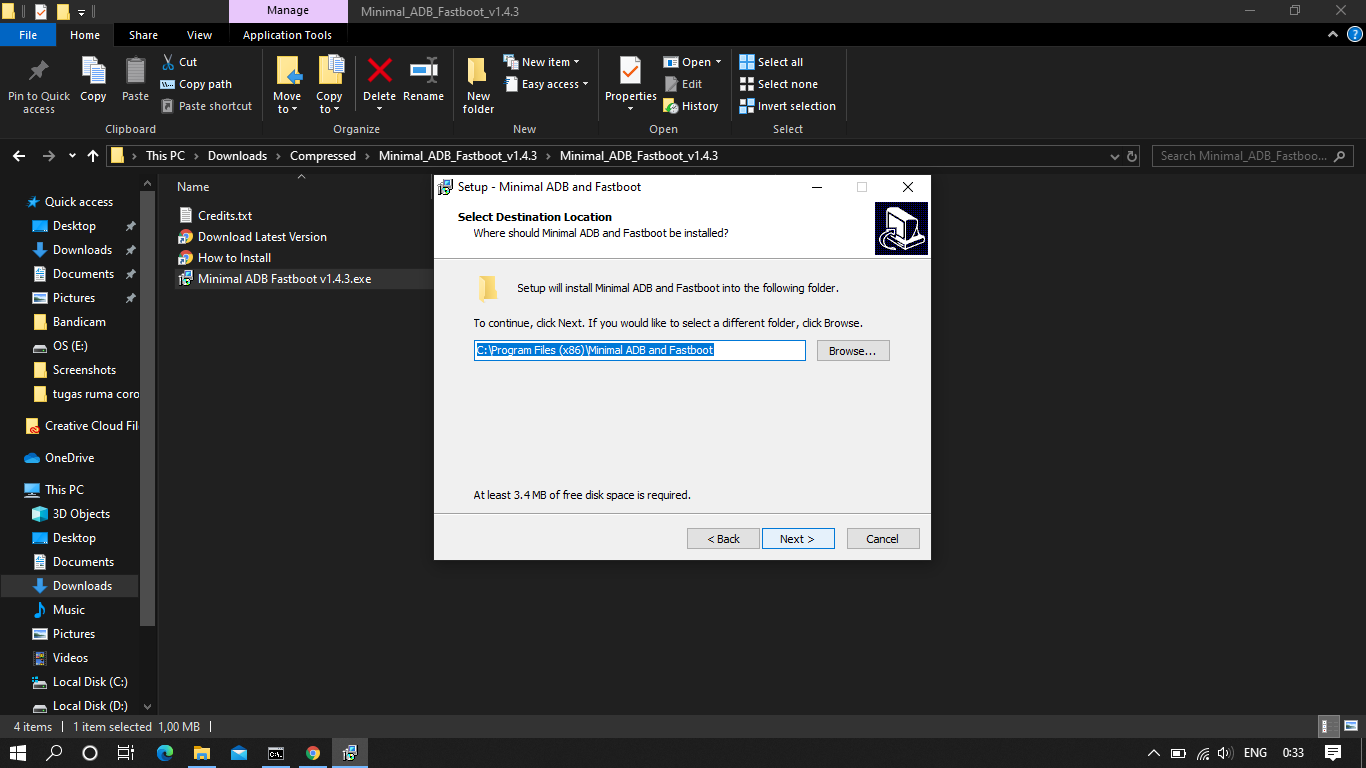 Manage
Minimal_ADB_Fastboot_v1.4.3
File
Home
Share
View
Application Tools
Pin to Quick access
Copy
Paste
Cut
Copy path
Paste shortcut
Clipboard
Move to
Copy to
Delete
Rename
Organize
New folder
New item
Easy access
New
Properties
Open
Edit
History
Open
Select all
Select none
Invert selection
Select
This PC > Downloads > Compressed > Minimal_ADB_Fastboot_v1.4.3 > Minimal_ADB_Fastboot_v1.4.3
Search Minimal_ADB_Fastboo...
Quick access
Desktop
Downloads
Documents
Pictures
Bandicam
OS (E:)
Screenshots
tugas ruma coro
Creative Cloud Fil
OneDrive
This PC
3D Objects
Desktop
Documents
Downloads
Music
Pictures
Videos
Local Disk (C:)
Local Disk (D:)
Name
Credits.txt
Download Latest Version
How to Install
Minimal ADB Fastboot v1.4.3.exe
Setup - Minimal ADB and Fastboot
Select Destination Location
Where should Minimal ADB and Fastboot be installed?
Setup will install Minimal ADB and Fastboot into the following folder.
To continue, click Next. If you would like to select a different folder, click Browse.
C:\Program Files (x86)\Minimal ADB and Fastboot
Browse...
At least 3.4 MB of free disk space is required.
< Back
Next >
Cancel
4 items
1 item selected 1,00 MB
ENG
0:33